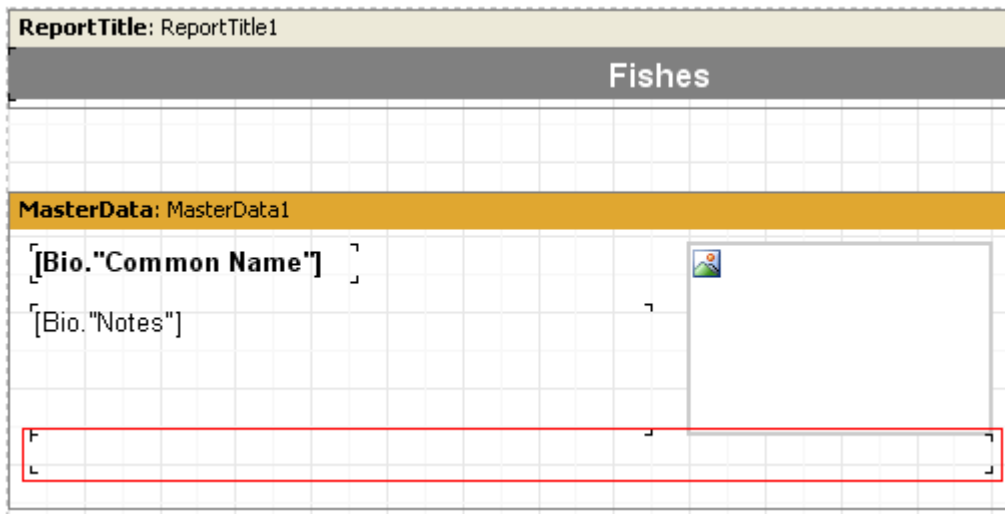 ReportTitle: ReportTitle1
Fishes
MasterData: MasterData1
[Bio."Common Name"]
[Bio."Notes"]